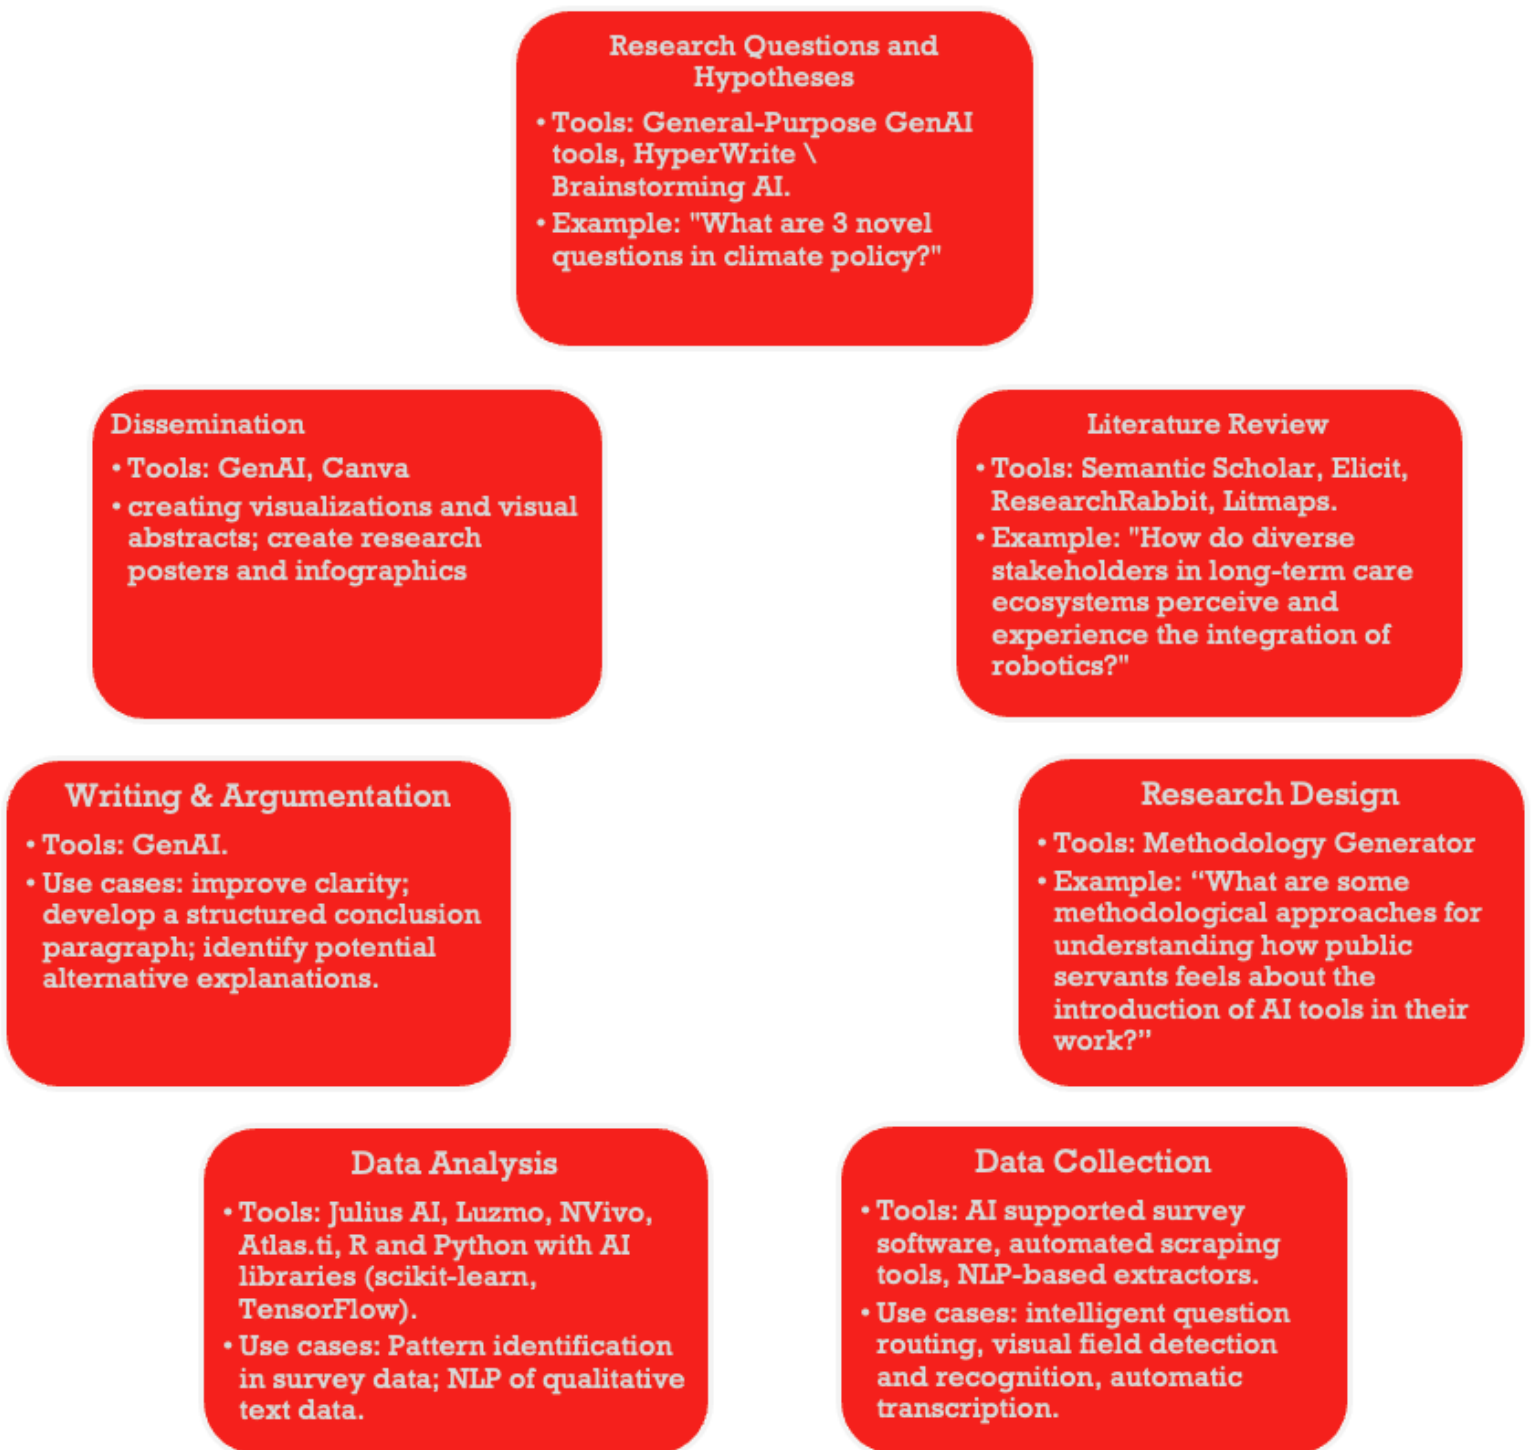 Research Questions and
Hypotheses
• Tools: General-Purpose GenAI
tools, HyperWrite \
Brainstorming AI.
• Example: "What are 3 novel
questions in climate policy?"
Literature Review
• Tools: Semantic Scholar, Elicit,
ResearchRabbit, Litmaps.
• Example: "How do diverse
stakeholders in long-term care
ecosystems perceive and
experience the integration of
robotics?"
Research Design
• Tools: Methodology Generator
• Example: “What are some
methodological approaches for
understanding how public
servants feels about the
introduction of AI tools in their
work?”
Data Collection
• Tools: AI supported survey
software, automated scraping
tools, NLP-based extractors.
• Use cases: intelligent question
routing, visual field detection
and recognition, automatic
transcription.
Data Analysis
• Tools: Julius AI, Luzmo, NVivo,
Atlas.ti, R and Python with AI
libraries (scikit-learn,
TensorFlow).
• Use cases: Pattern identification
in survey data; NLP of qualitative
text data.
Writing & Argumentation
• Tools: GenAI.
• Use cases: improve clarity;
develop a structured conclusion
paragraph; identify potential
alternative explanations.
Dissemination
• Tools: GenAI, Canva
• creating visualizations and visual
abstracts; create research
posters and infographics